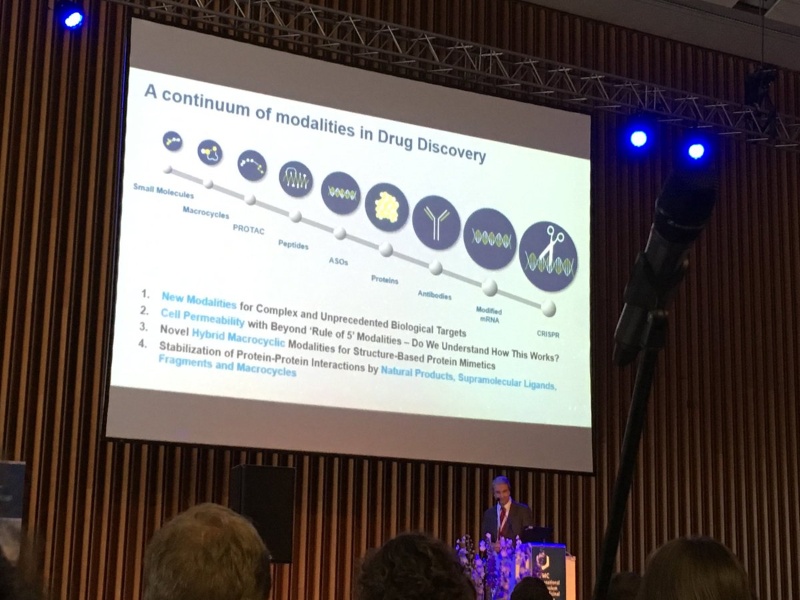 A continuum of modalities in Drug Discovery
Small Molecules
Macrocycles
PROTAC
Peptides
ASOs
Proteins
Antibodies
Modified
mRNA
CRISPR
1. New Modalities for Complex and Unprecedented Biological Targets
2. Cell Permeability with Beyond ‘Rule of 5’ Modalities – Do We Understand How This Works?
3. Novel Hybrid Macrocyclic Modalities for Structure-Based Protein Mimetics
4. Stabilization of Protein-Protein Interactions by Natural Products, Supramolecular Ligands,
Fragments and Macrocycles